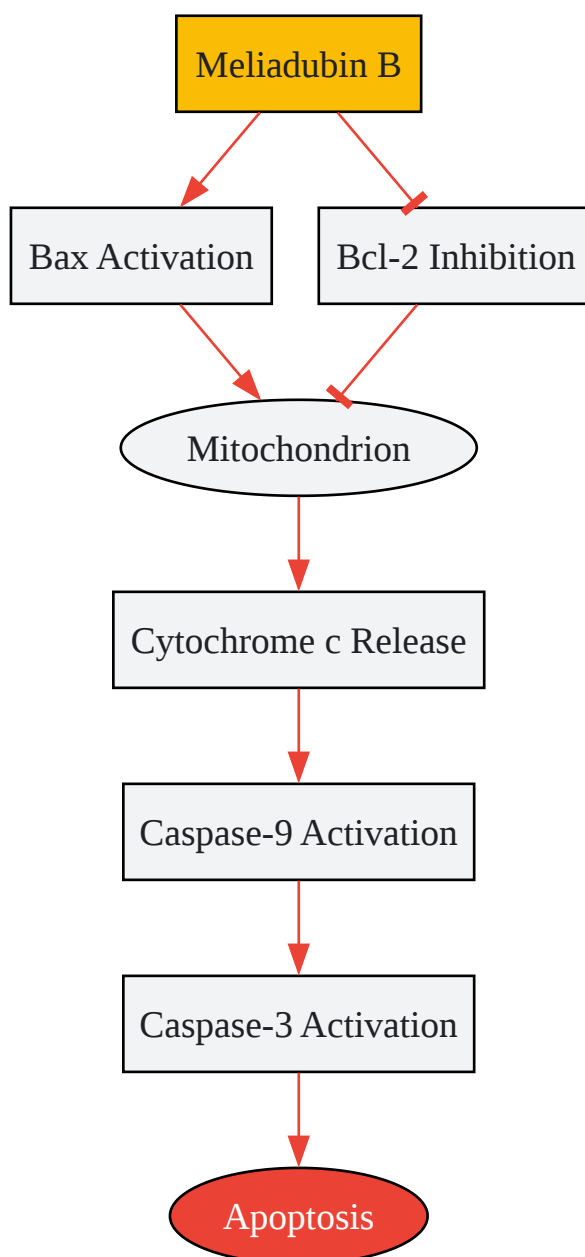 Meliadubin B
Bax Activation
Bcl-2 Inhibition
Mitochondrion
Cytochrome c Release
Caspase-9 Activation
Caspase-3 Activation
Apoptosis